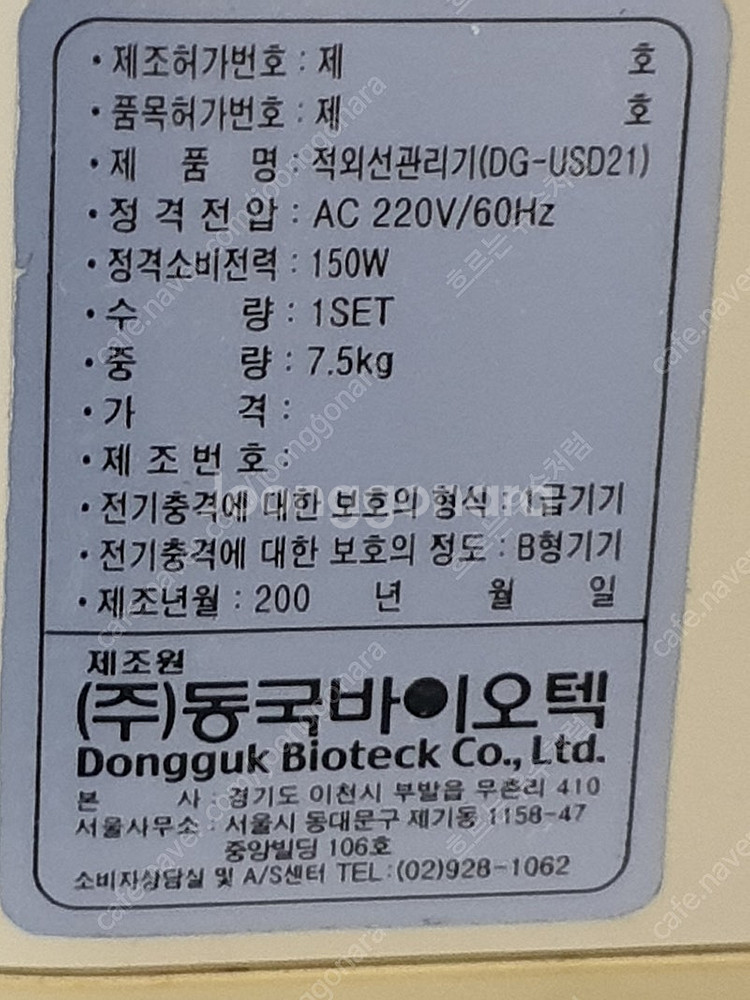 · 제조허가번호 : 제 호
· 품목허가번호 : 제 호
· 제 품 명 : 적외선관리기(DG-USD21)
· 정 격 전 압 : AC 220V/60Hz
· 정격소비전력 : 150W
· 수 량 : 1SET
· 중 량 : 7.5kg
· 가 격 :
· 제 조 번 호 :
· 전기충격에 대한 보호의 형식 : 1급기기
· 전기충격에 대한 보호의 정도 : B형기기
· 제조년월 : 200 년 월 일
제조원
(주)동국바이오텍
Dongguk Bioteck Co., Ltd.
본 사 : 경기도 이천시 부발읍 무촌리 410
서울사무소 : 서울시 동대문구 제기동 1158-47
중앙빌딩 106호
소비자상담실 및 A/S센터 TEL : (02)928-1062
joonggonara
cafe.naver.com/joonggonara